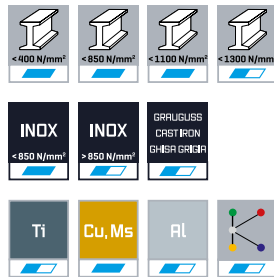 <400 N/mm² <850 N/mm² <1100 N/mm² <1300 N/mm²
INOX INOX GRAUGUSS
CAST IRON
GHISA GRIGIA
<850 N/mm² >850 N/mm²
Ti Cu, Ms Al